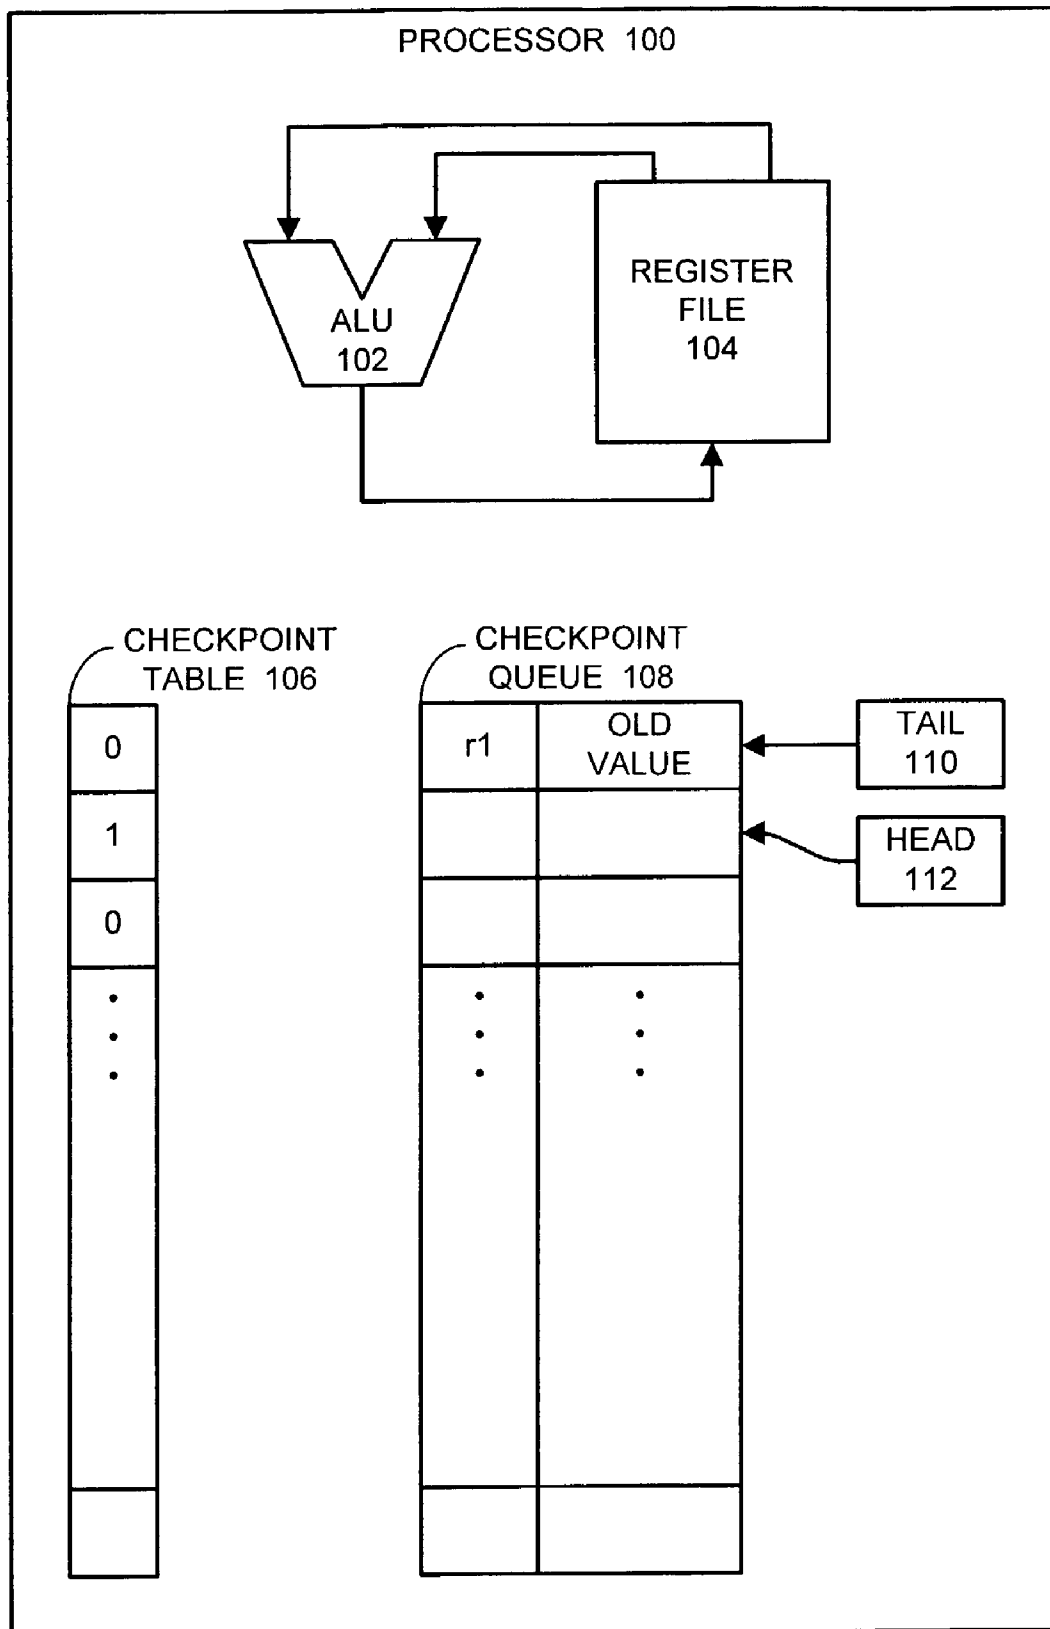 PROCESSOR 100
ALU
102
REGISTER
FILE
104
CHECKPOINT
TABLE 106
0
1
0
CHECKPOINT
QUEUE 108
r1
OLD
VALUE
TAIL
110
HEAD
112